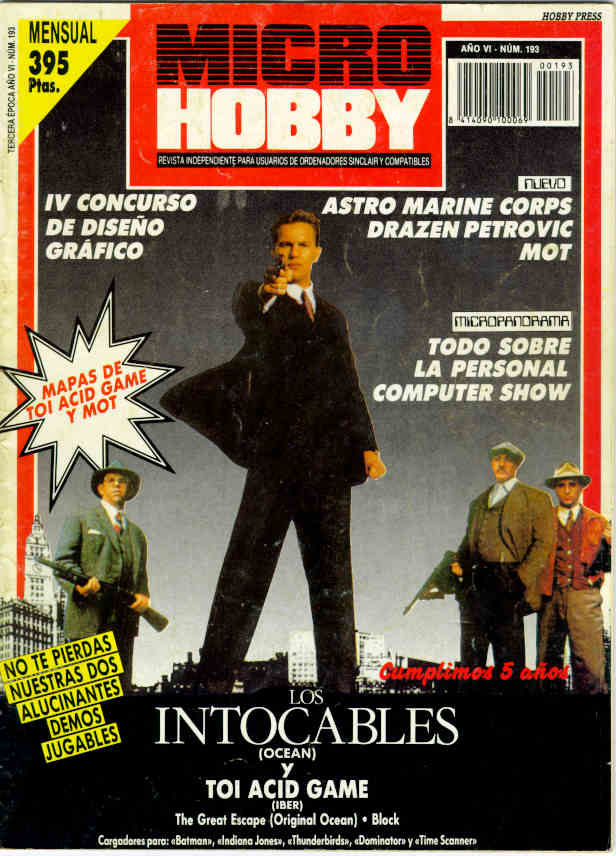 HOBBY PRESS
MENSUAL
395
Ptas.
TERCERA EPOCA AÑO VI - NÚM. 193
MICRO
HOBBY
REVISTA INDEPENDIENTE PARA USUARIOS DE ORDENADORES SINCLAIR Y COMPATIBLES
AÑO VI - NÚM. 193
00193
8 414090 100069
IV CONCURSO
DE DISEÑO
GRÁFICO
NUEVO
ASTRO MARINE CORPS
DRAZEN PETROVIC
MOT
MICROPANORAMA
TODO SOBRE
LA PERSONAL
COMPUTER SHOW
MAPAS DE
TOI ACID GAME
Y MOT
NO TE PIERDAS
NUESTRAS DOS
ALUCINANTES
DEMOS
JUGABLES
Cumplimos 5 años
LOS
INTOCABLES
(OCEAN)
y
TOI ACID GAME
(IBER)
The Great Escape (Original Ocean) • Block
Cargadores para: «Batman», «Indiana Jones», «Thunderbirds», «Dominator» y «Time Scanner»